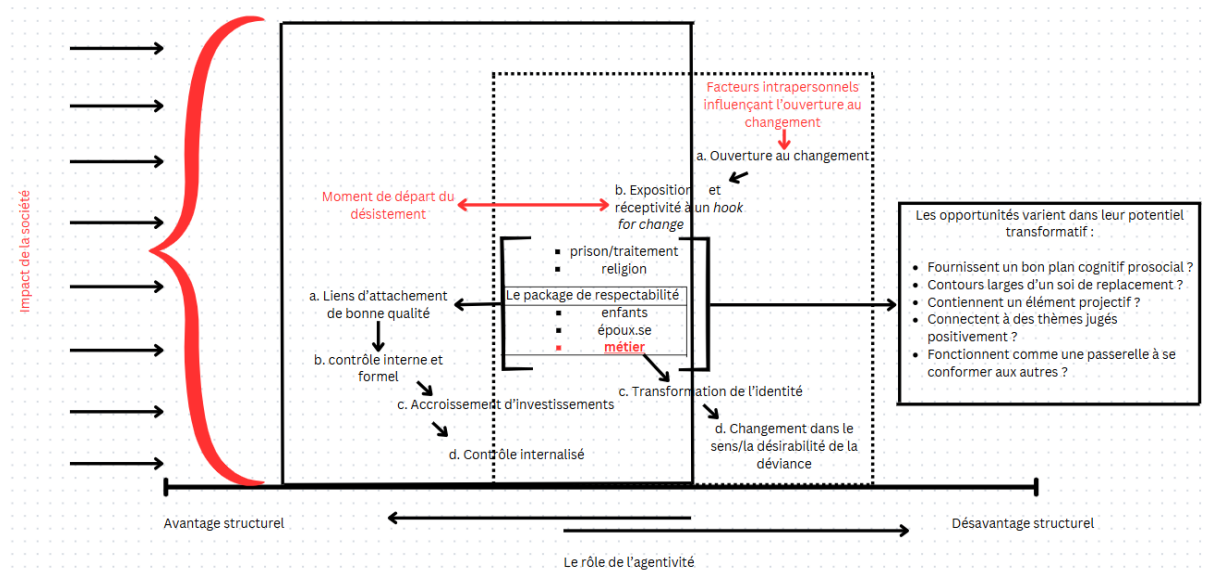 Impact de la société
Facteurs intrapersonnels
influençant l'ouverture au
changement
a. Ouverture au changement
Moment de départ du
désistement
b. Exposition et
réceptivité à un hook
for change
prison/traitement
religion
Le package de respectabilité
enfants
époux.se
métier
a. Liens d'attachement
de bonne qualité
b. contrôle interne et
formel
c. Accroissement d'investissements
d. Contrôle internalisé
c. Transformation de l'identité
d. Changement dans le
sens/la désirabilité de la
déviance
Les opportunités varient dans leur potentiel
transformatif :
Fournissent un bon plan cognitif prosocial ?
Contours larges d'un soi de replacement ?
Contiennent un élément projectif ?
Connectent à des thèmes jugés
positivement ?
Fonctionnent comme une passerelle à se
conformer aux autres ?
Avantage structurel
Désavantage structurel
Le rôle de l'agentivité